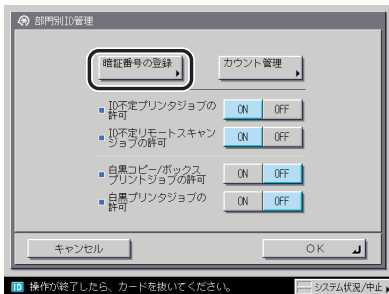 部門別ID管理
暗証番号の登録 カウント管理
ID不定プリンタジョブの
許可 ON OFF
ID不定リモートスキャン
ジョブの許可 ON OFF
白黒コピー/ボックス
プリントジョブの許可 ON OFF
白黒プリンタジョブの
許可 ON OFF
キャンセル OK
ID 操作が終了したら、カードを抜いてください。 システム状況/中止